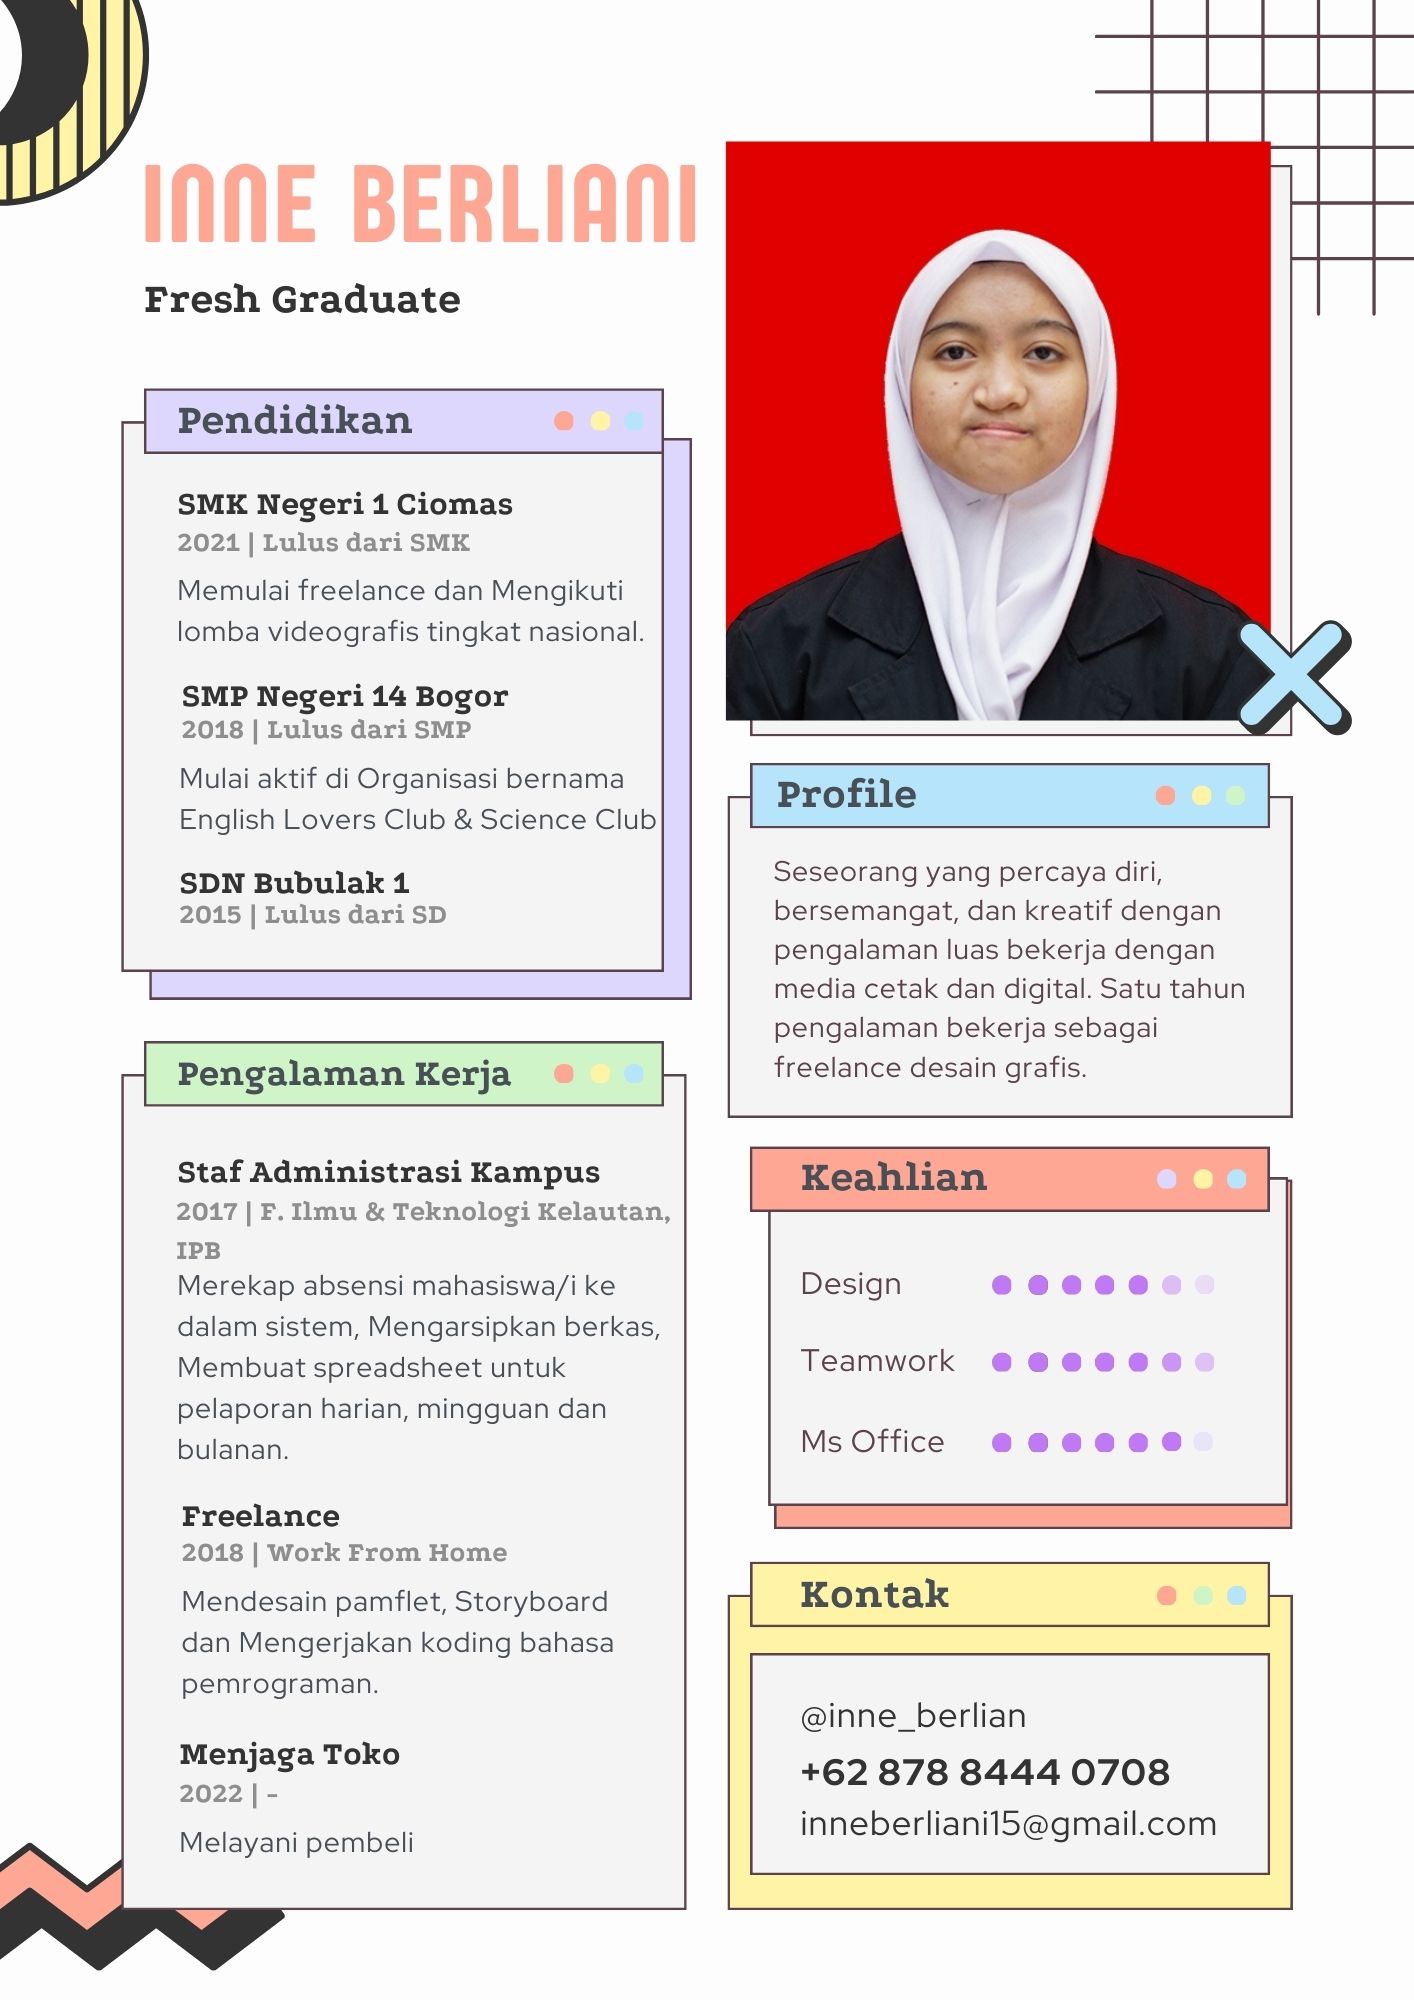 INNE BERLIANI
Fresh Graduate
Pendidikan
SMK Negeri 1 Ciomas
2021 | Lulus dari SMK
Memulai freelance dan Mengikuti
lomba videografis tingkat nasional.
SMP Negeri 14 Bogor
2018 | Lulus dari SMP
Mulai aktif di Organisasi bernama
English Lovers Club & Science Club
SDN Bubulak 1
2015 | Lulus dari SD
Pengalaman Kerja
Staf Administrasi Kampus
2017 | F. Ilmu & Teknologi Kelautan,
IPB
Merekap absensi mahasiswa/i ke
dalam sistem, Mengarsipkan berkas,
Membuat spreadsheet untuk
pelaporan harian, mingguan dan
bulanan.
Freelance
2018 | Work From Home
Mendesain pamflet, Storyboard
dan Mengerjakan koding bahasa
pemrograman.
Menjaga Toko
2022 | -
Melayani pembeli
Profile
Seseorang yang percaya diri,
bersemangat, dan kreatif dengan
pengalaman luas bekerja dengan
media cetak dan digital. Satu tahun
pengalaman bekerja sebagai
freelance desain grafis.
Keahlian
Design
Teamwork
Ms Office
Kontak
@inne_berlian
+62 878 8444 0708
inneberliani15@gmail.com